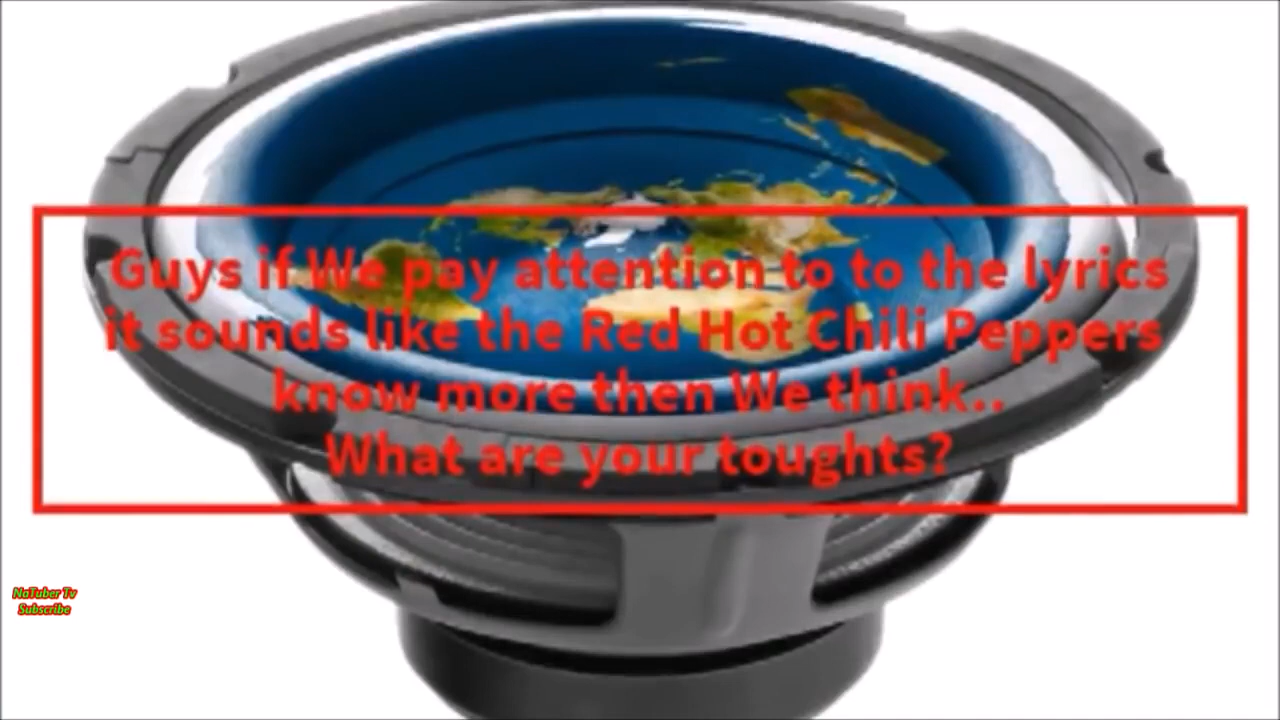 Guys if We pay attention to to the lyrics
it sounds like the Red Hot Chili Peppers
know more then We think..
What are your toughts?
NaTuber Tv
Subscribe